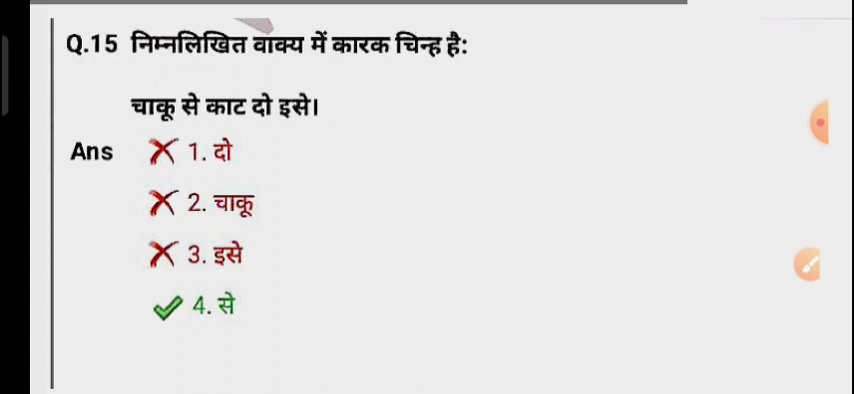 Q.15 निम्नलिखित वाक्य में कारक चिन्ह है:
चाकू से काट दो इसे।
Ans 1. दो
2. चाकू
3. इसे
4. से